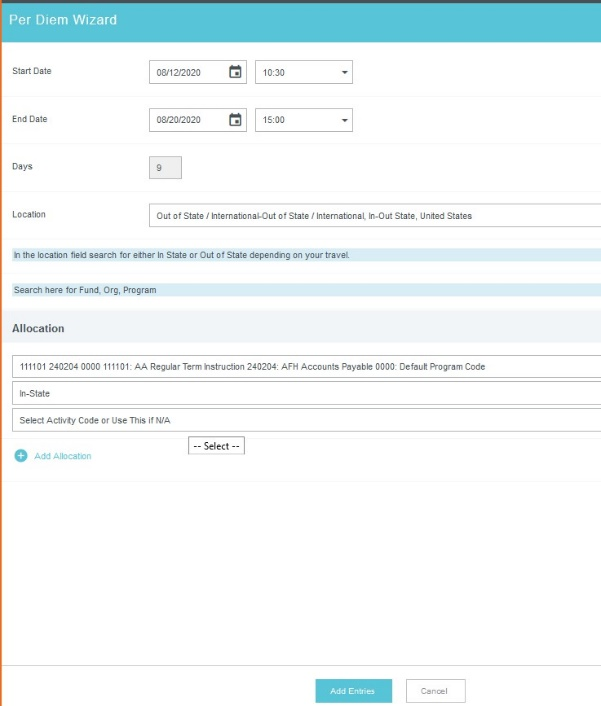 Per Diem Wizard
Start Date 08/12/2020 10:30
End Date 08/20/2020 15:00
Days 9
Location Out of State / International-Out of State / International, In-Out State, United States
In the location field search for either In State or Out of State depending on your travel.
Search here for Fund, Org, Program
Allocation
111101 240204 0000 111101: AA Regular Term Instruction 240204: AFH Accounts Payable 0000: Default Program Code
In-State
Select Activity Code or Use This if N/A
-- Select --
Add Allocation
Add Entries Cancel